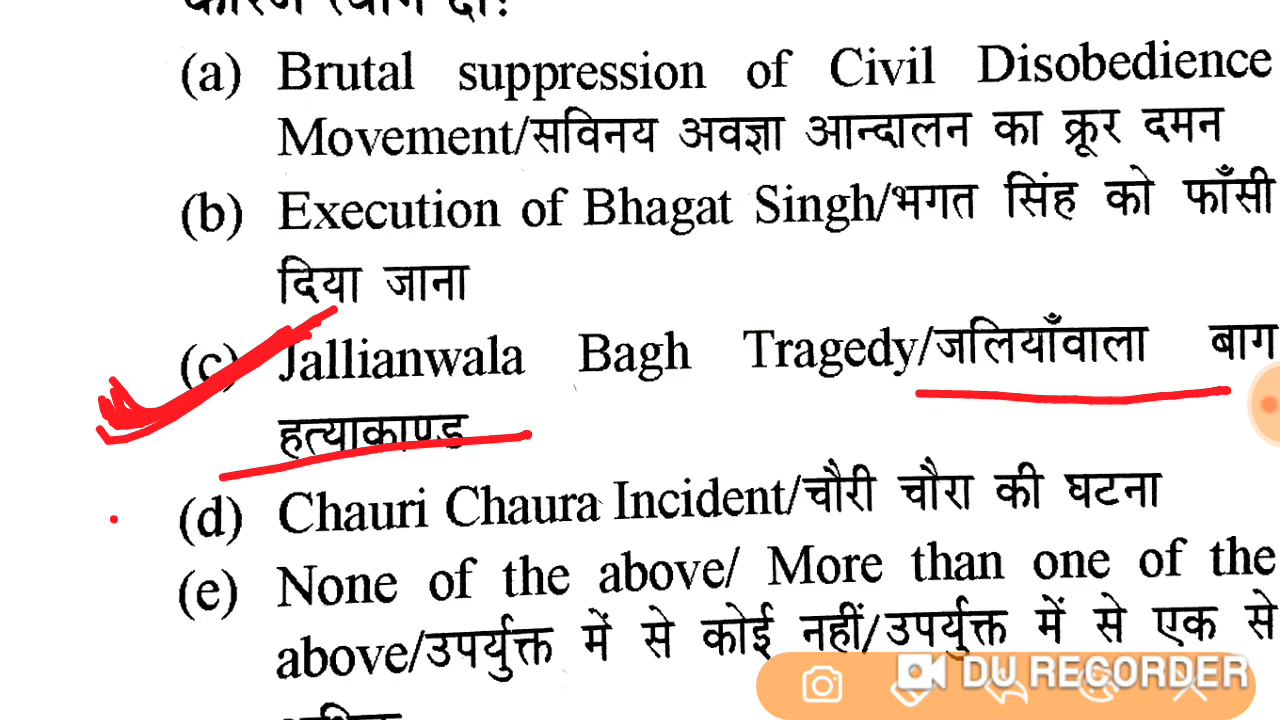 कारण त्याग दी?
(a) Brutal suppression of Civil Disobedience
Movement/सविनय अवज्ञा आन्दालन का क्रूर दमन
(b) Execution of Bhagat Singh/भगत सिंह को फाँसी
दिया जाना
(c) Jallianwala Bagh Tragedy/जलियाँवाला बाग
हत्याकाण्ड
(d) Chauri Chaura Incident/चौरी चौरा की घटना
(e) None of the above/ More than one of the
above/उपर्युक्त में से कोई नहीं/उपर्युक्त में से एक से
DU RECORDER